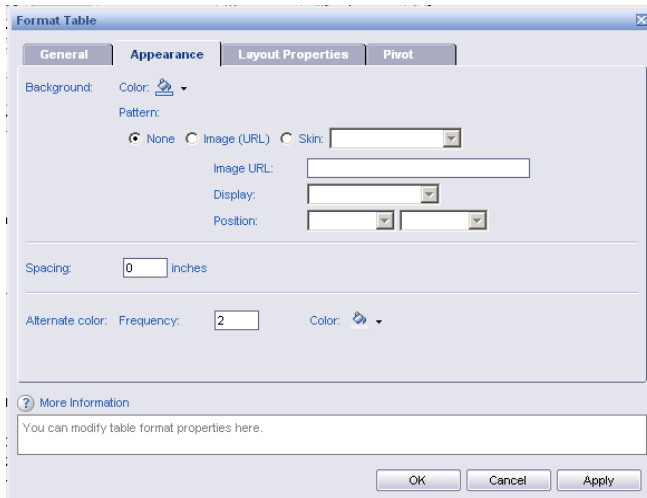 Format Table
General Appearance Layout Properties Pivot
Background: Color:
Pattern:
None Image (URL) Skin:
Image URL:
Display:
Position:
Spacing: 0 inches
Alternate color: Frequency: 2 Color:
? More Information
You can modify table format properties here.
OK Cancel Apply